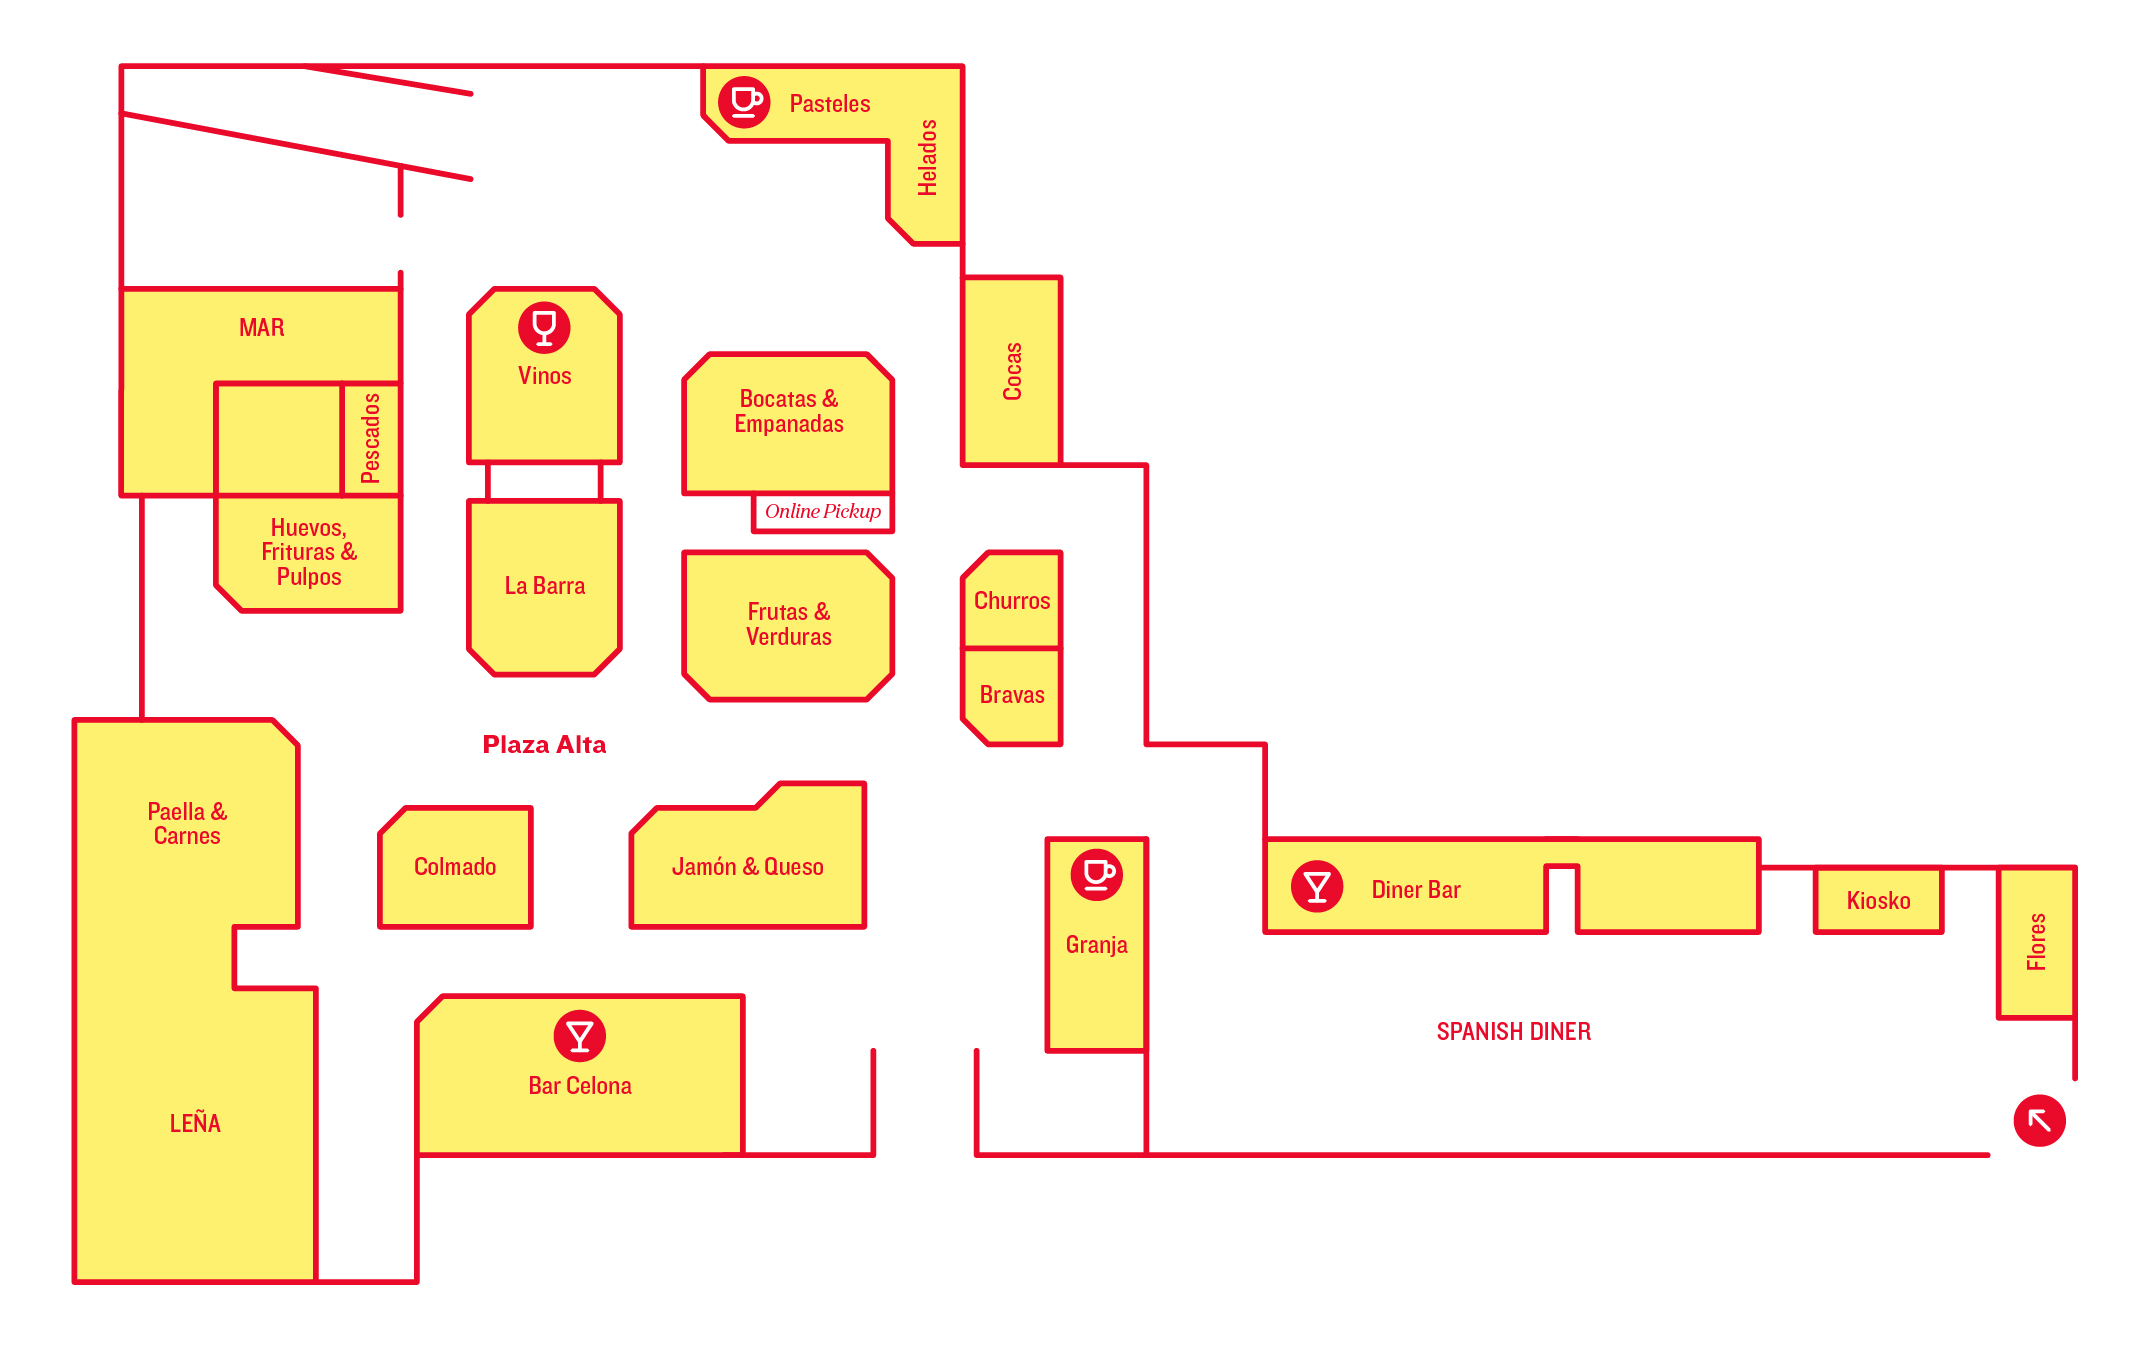 Pasteles
Helados
MAR
Pescados
Huevos,
Frituras &
Pulpos
Vinos
La Barra
Bocatas &
Empanadas
Online Pickup
Frutas &
Verduras
Cocas
Churros
Bravas
Plaza Alta
Paella &
Carnes
LEÑA
Colmado
Jamón & Queso
Bar Celona
Granja
Diner Bar
Kiosko
Flores
SPANISH DINER